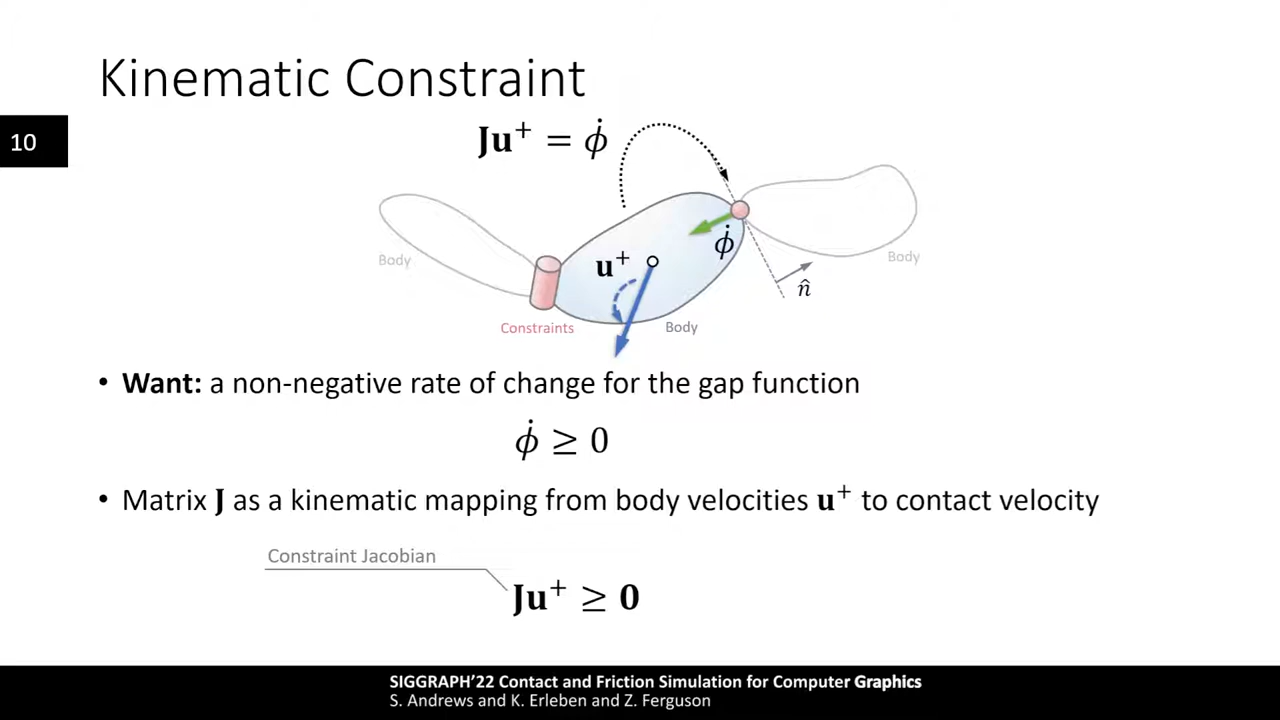 Kinematic Constraint
10
𝐉𝐮⁺ = ϕ̇
Body
𝐮⁺
ϕ̇
Body
n̂
Constraints
Body
• Want: a non-negative rate of change for the gap function
ϕ̇ ≥ 0
• Matrix 𝐉 as a kinematic mapping from body velocities 𝐮⁺ to contact velocity
Constraint Jacobian
𝐉𝐮⁺ ≥ 𝟎
SIGGRAPH'22 Contact and Friction Simulation for Computer Graphics
S. Andrews and K. Erleben and Z. Ferguson